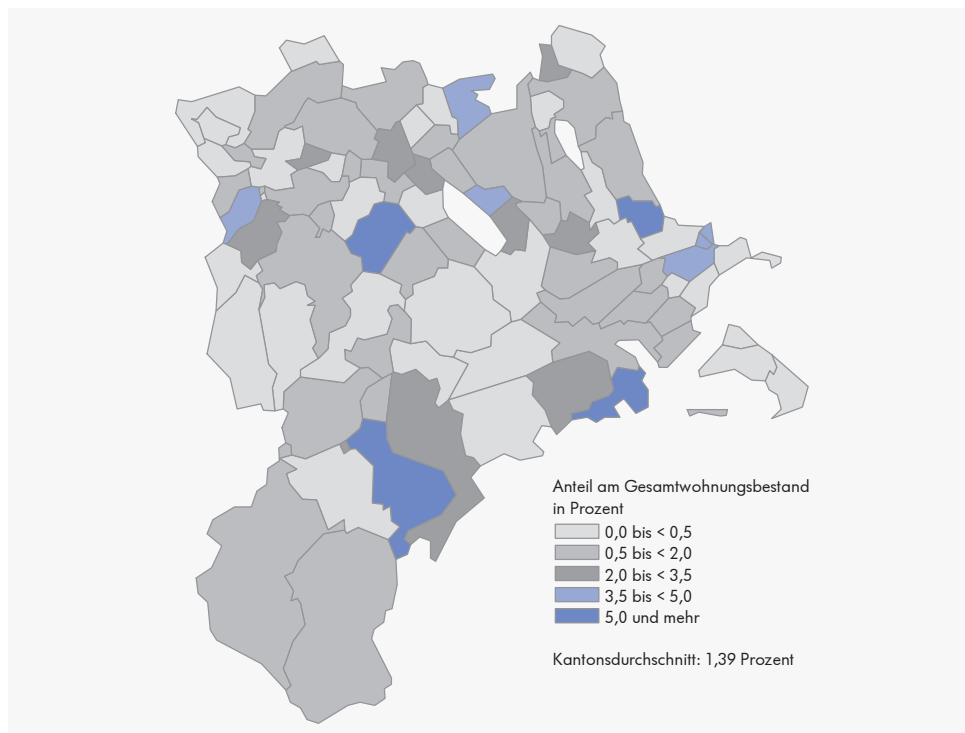 Anteil am Gesamtwohnungsbestand
in Prozent
0,0 bis < 0,5
0,5 bis < 2,0
2,0 bis < 3,5
3,5 bis < 5,0
5,0 und mehr
Kantonsdurchschnitt: 1,39 Prozent